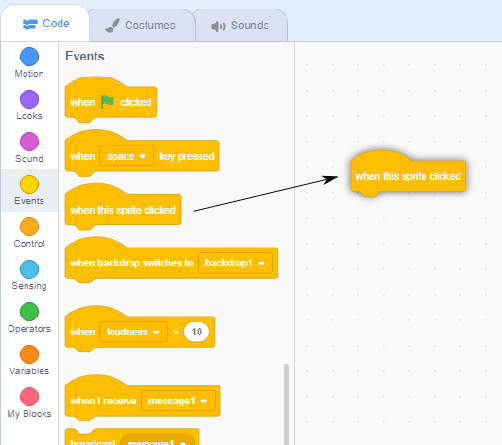 Code
Costumes
Sounds
Motion
Looks
Sound
Events
Control
Sensing
Operators
Variables
My Blocks
Events
when clicked
when space key pressed
when this sprite clicked
when backdrop switches to backdrop1
when loudness > 10
when I receive message1
broadcast message1
when this sprite clicked